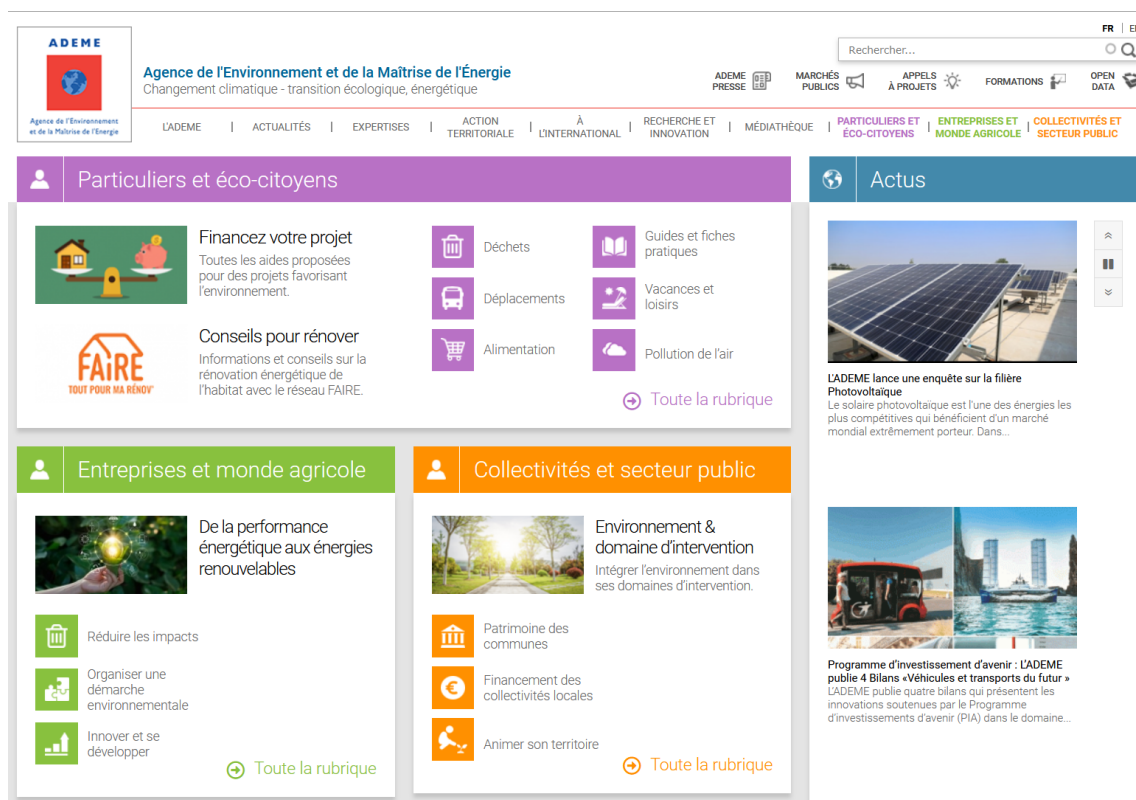 FR
Rechercher...
ADEME
Agence de l'Environnement
et de la Maîtrise de l'Energie
Agence de l'Environnement et de la Maîtrise de l'Énergie
Changement climatique - transition écologique, énergétique
ADEME
PRESSE
MARCHÉS
PUBLICS
APPELS
À PROJETS
FORMATIONS
OPEN
DATA
L'ADEME
ACTUALITÉS
EXPERTISES
ACTION
TERRITORIALE
À
L'INTERNATIONAL
RECHERCHE ET
INNOVATION
MÉDIATHÈQUE
PARTICULIERS ET
ÉCO-CITOYENS
ENTREPRISES ET
MONDE AGRICOLE
COLLECTIVITÉS ET
SECTEUR PUBLIC
Particuliers et éco-citoyens
Financez votre projet
Toutes les aides proposées
pour des projets favorisant
l'environnement.
FAiRE
TOUT POUR MA RÉNOV'
Conseils pour rénover
Informations et conseils sur la
rénovation énergétique de
l'habitat avec le réseau FAIRE.
Déchets
Déplacements
Alimentation
Guides et fiches
pratiques
Vacances et
loisirs
Pollution de l'air
Toute la rubrique
Entreprises et monde agricole
De la performance
énergétique aux énergies
renouvelables
Réduire les impacts
Organiser une
démarche
environnementale
Innover et se
développer
Toute la rubrique
Collectivités et secteur public
Environnement &
domaine d'intervention
Intégrer l'environnement dans
ses domaines d'intervention.
Patrimoine des
communes
Financement des
collectivités locales
Animer son territoire
Toute la rubrique
Actus
L'ADEME lance une enquête sur la filière
Photovoltaïque
Le solaire photovoltaïque est l'une des énergies les
plus compétitives qui bénéficient d'un marché
mondial extrêmement porteur. Dans...
Programme d'investissement d'avenir : L'ADEME
publie 4 Bilans «Véhicules et transports du futur »
L'ADEME publie quatre bilans qui présentent les
innovations soutenues par le Programme
d'investissements d'avenir (PIA) dans le domaine...